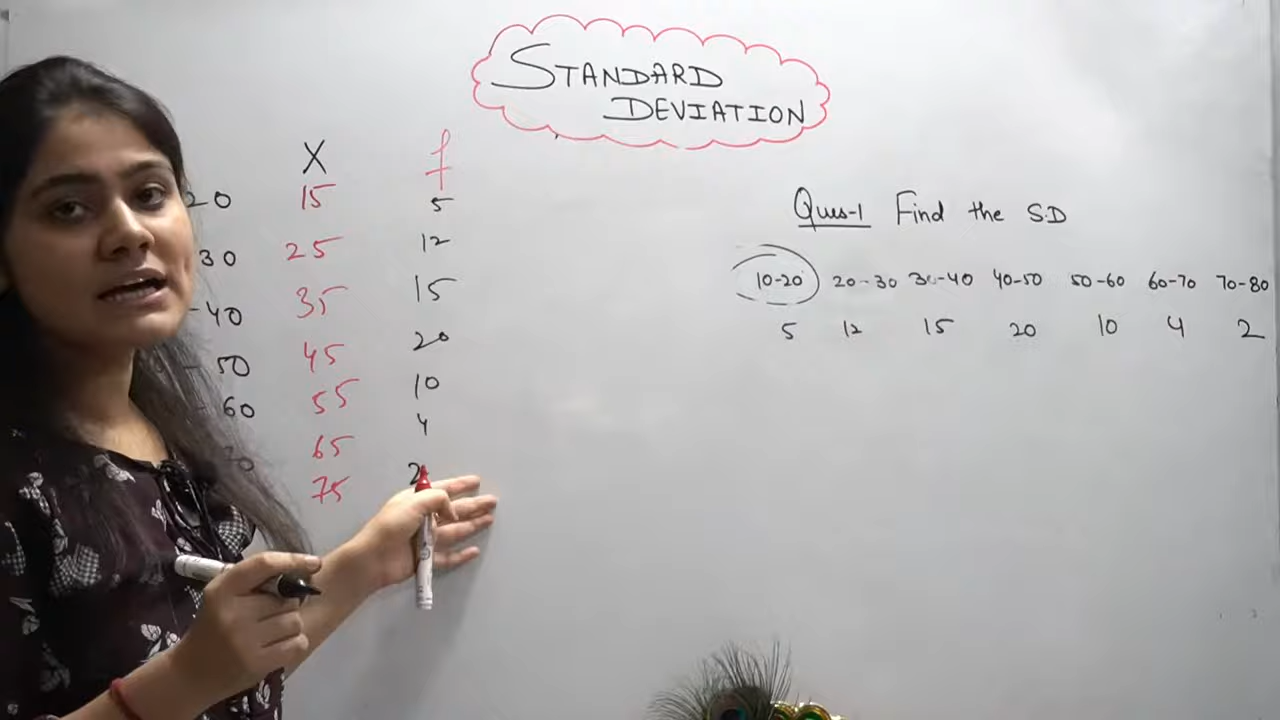 STANDARD
DEVIATION
X f
20 15 5
30 25 12
-40 35 15
- 50 45 20
- 60 55 10
65 4
75 2
Ques-1 Find the S.D
10-20 20-30 30-40 40-50 50-60 60-70 70-80
5 12 15 20 10 4 2